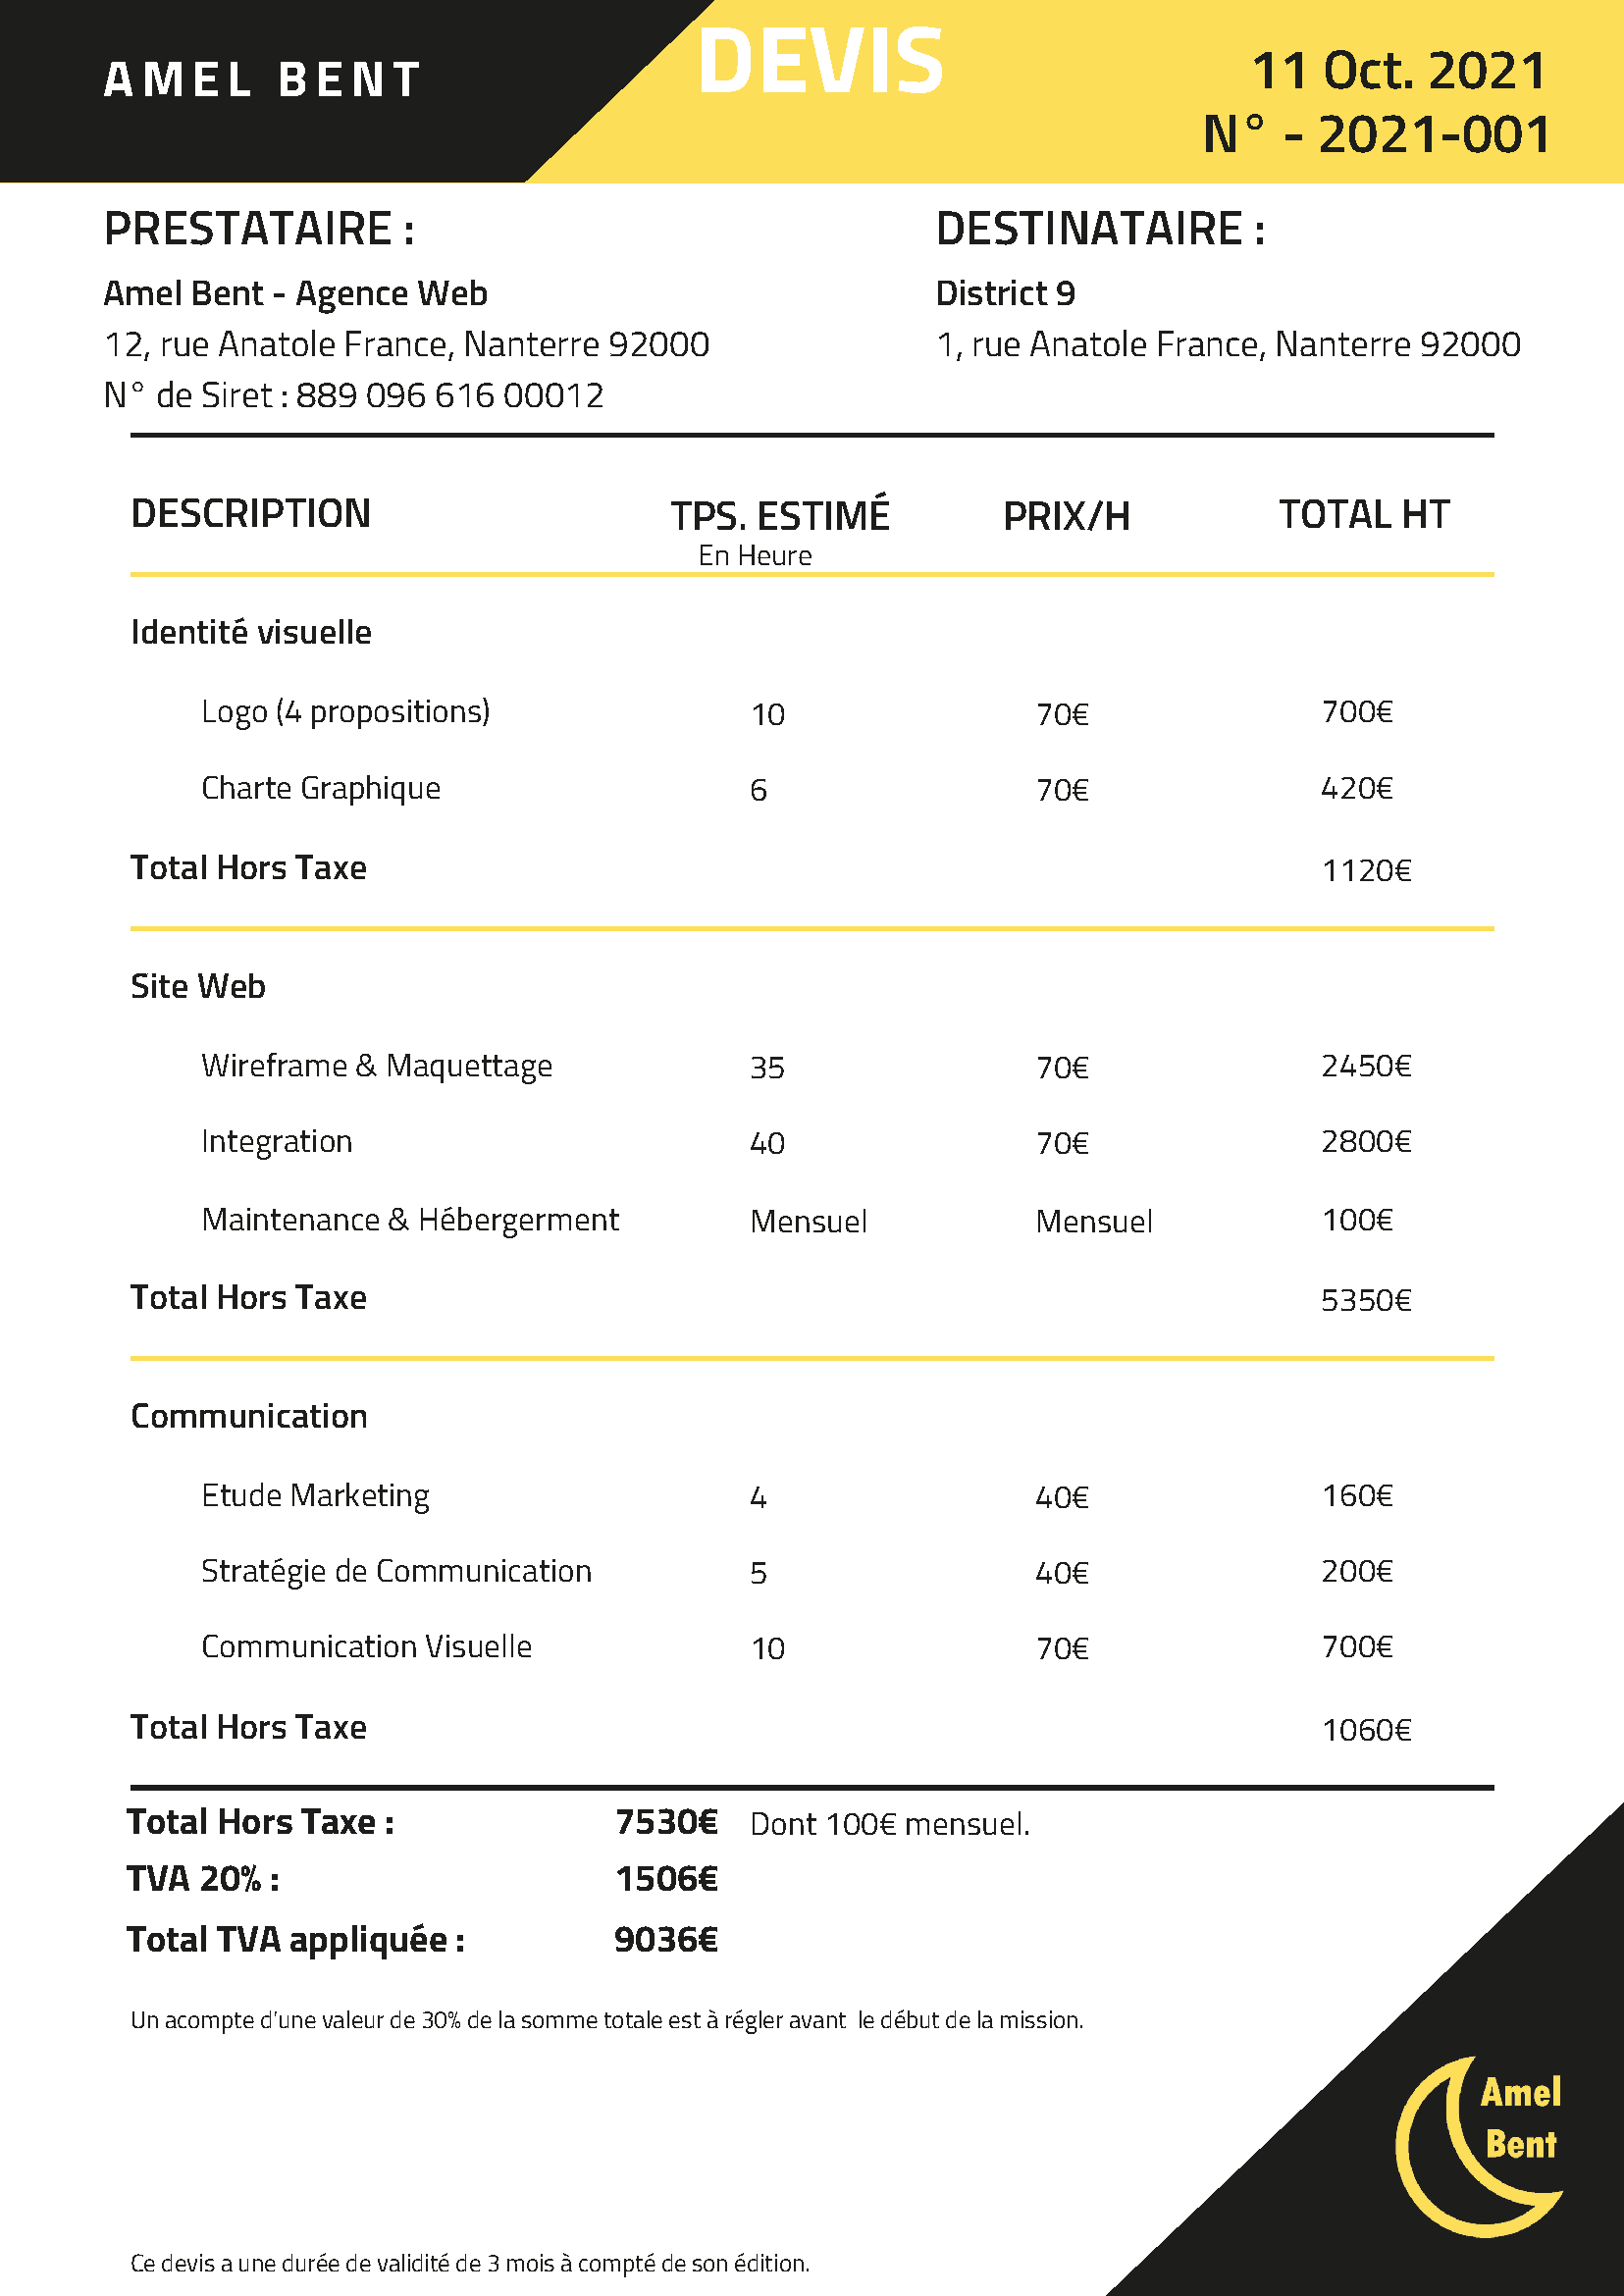 AMEL BENT
DEVIS
11 Oct. 2021
N° - 2021-001
PRESTATAIRE :
Amel Bent - Agence Web
12, rue Anatole France, Nanterre 92000
N° de Siret : 889 096 616 00012
DESTINATAIRE :
District 9
1, rue Anatole France, Nanterre 92000
DESCRIPTION TPS. ESTIMÉ PRIX/H TOTAL HT
En Heure
Identité visuelle
Logo (4 propositions) 10 70€ 700€
Charte Graphique 6 70€ 420€
Total Hors Taxe 1120€
Site Web
Wireframe & Maquettage 35 70€ 2450€
Integration 40 70€ 2800€
Maintenance & Hébergerment Mensuel Mensuel 100€
Total Hors Taxe 5350€
Communication
Etude Marketing 4 40€ 160€
Stratégie de Communication 5 40€ 200€
Communication Visuelle 10 70€ 700€
Total Hors Taxe 1060€
Total Hors Taxe : 7530€ Dont 100€ mensuel.
TVA 20% : 1506€
Total TVA appliquée : 9036€
Un acompte d'une valeur de 30% de la somme totale est à régler avant le début de la mission.
Amel
Bent
Ce devis a une durée de validité de 3 mois à compté de son édition.